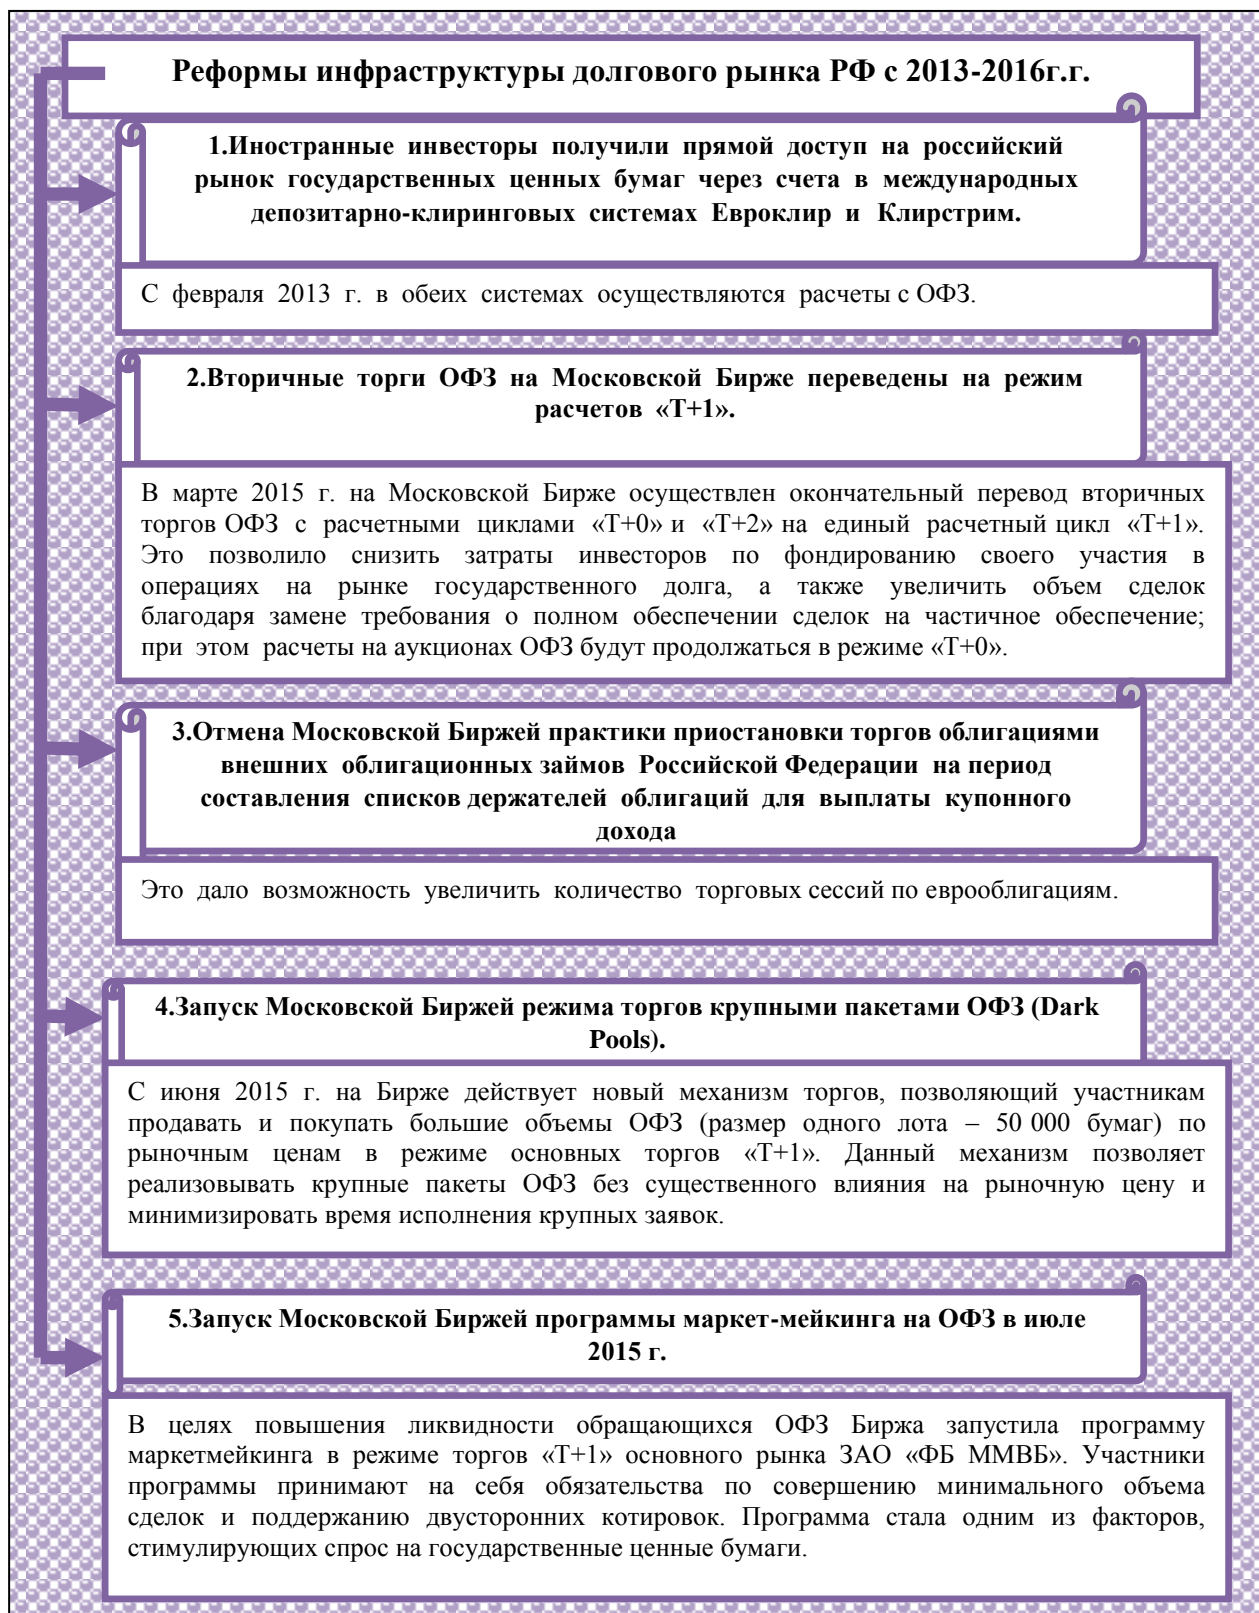 Реформы инфраструктуры долгового рынка РФ с 2013-2016г.г.
1.Иностранные инвесторы получили прямой доступ на российский
рынок государственных ценных бумаг через счета в международных
депозитарно-клиринговых системах Евроклир и Клирстрим.
С февраля 2013 г. в обеих системах осуществляются расчеты с ОФЗ.
2.Вторичные торги ОФЗ на Московской Бирже переведены на режим
расчетов «Т+1».
В марте 2015 г. на Московской Бирже осуществлен окончательный перевод вторичных
торгов ОФЗ с расчетными циклами «Т+0» и «Т+2» на единый расчетный цикл «Т+1».
Это позволило снизить затраты инвесторов по фондированию своего участия в
операциях на рынке государственного долга, а также увеличить объем сделок
благодаря замене требования о полном обеспечении сделок на частичное обеспечение;
при этом расчеты на аукционах ОФЗ будут продолжаться в режиме «Т+0».
3.Отмена Московской Биржей практики приостановки торгов облигациями
внешних облигационных займов Российской Федерации на период
составления списков держателей облигаций для выплаты купонного
дохода
Это дало возможность увеличить количество торговых сессий по еврооблигациям.
4.Запуск Московской Биржей режима торгов крупными пакетами ОФЗ (Dark
Pools).
С июня 2015 г. на Бирже действует новый механизм торгов, позволяющий участникам
продавать и покупать большие объемы ОФЗ (размер одного лота – 50 000 бумаг) по
рыночным ценам в режиме основных торгов «Т+1». Данный механизм позволяет
реализовывать крупные пакеты ОФЗ без существенного влияния на рыночную цену и
минимизировать время исполнения крупных заявок.
5.Запуск Московской Биржей программы маркет-мейкинга на ОФЗ в июле
2015 г.
В целях повышения ликвидности обращающихся ОФЗ Биржа запустила программу
маркетмейкинга в режиме торгов «Т+1» основного рынка ЗАО «ФБ ММВБ». Участники
программы принимают на себя обязательства по совершению минимального объема
сделок и поддержанию двусторонних котировок. Программа стала одним из факторов,
стимулирующих спрос на государственные ценные бумаги.